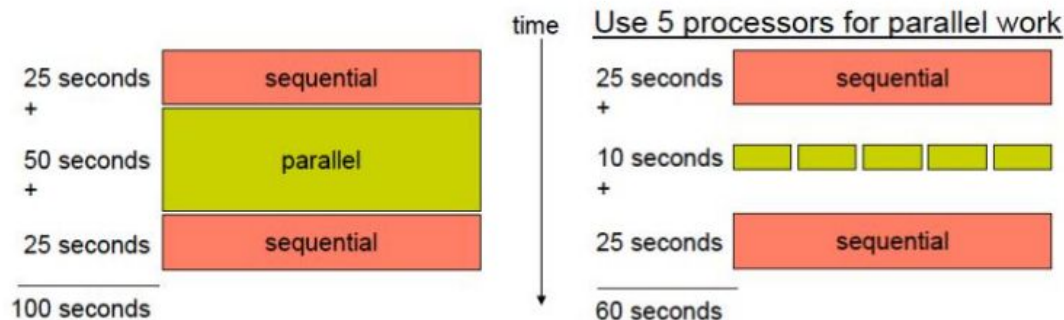 time
Use 5 processors for parallel work
25 seconds
sequential
+
50 seconds
parallel
+
25 seconds
sequential
100 seconds
25 seconds
sequential
+
10 seconds
+
25 seconds
sequential
60 seconds